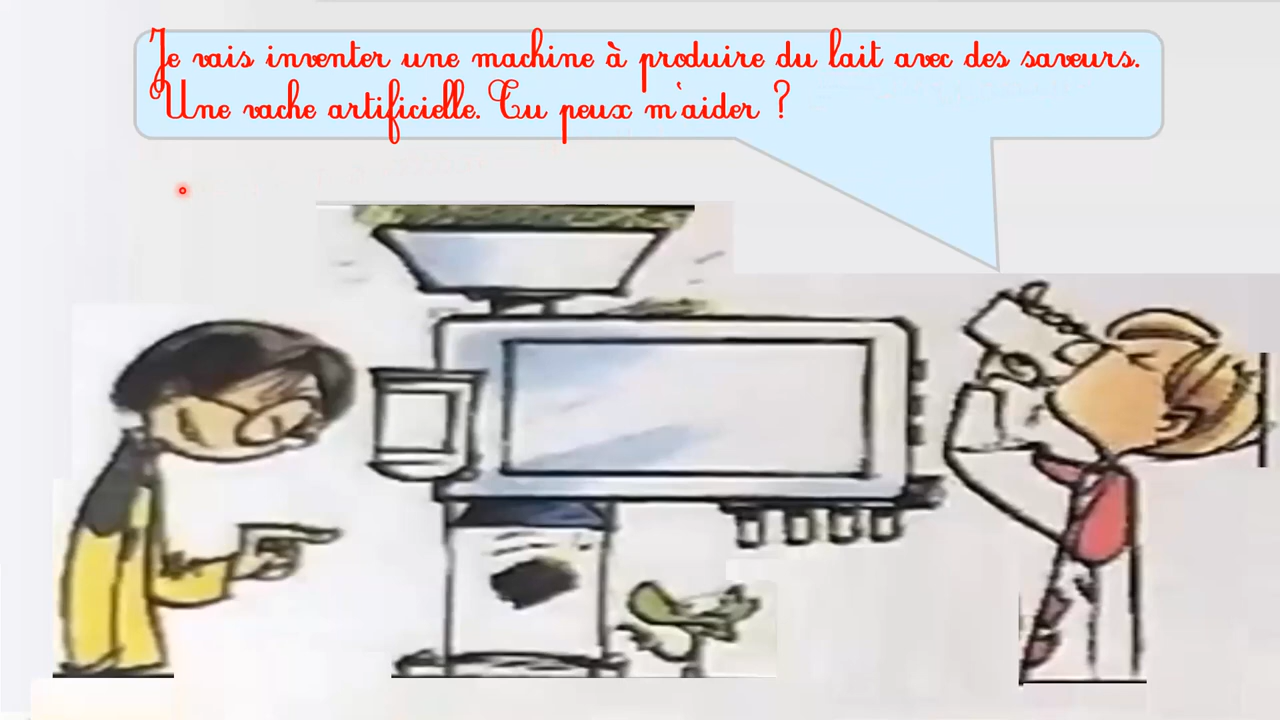 Je vais inventer une machine à produire du lait avec des saveurs.
Une vache artificielle. Tu peux m'aider ?